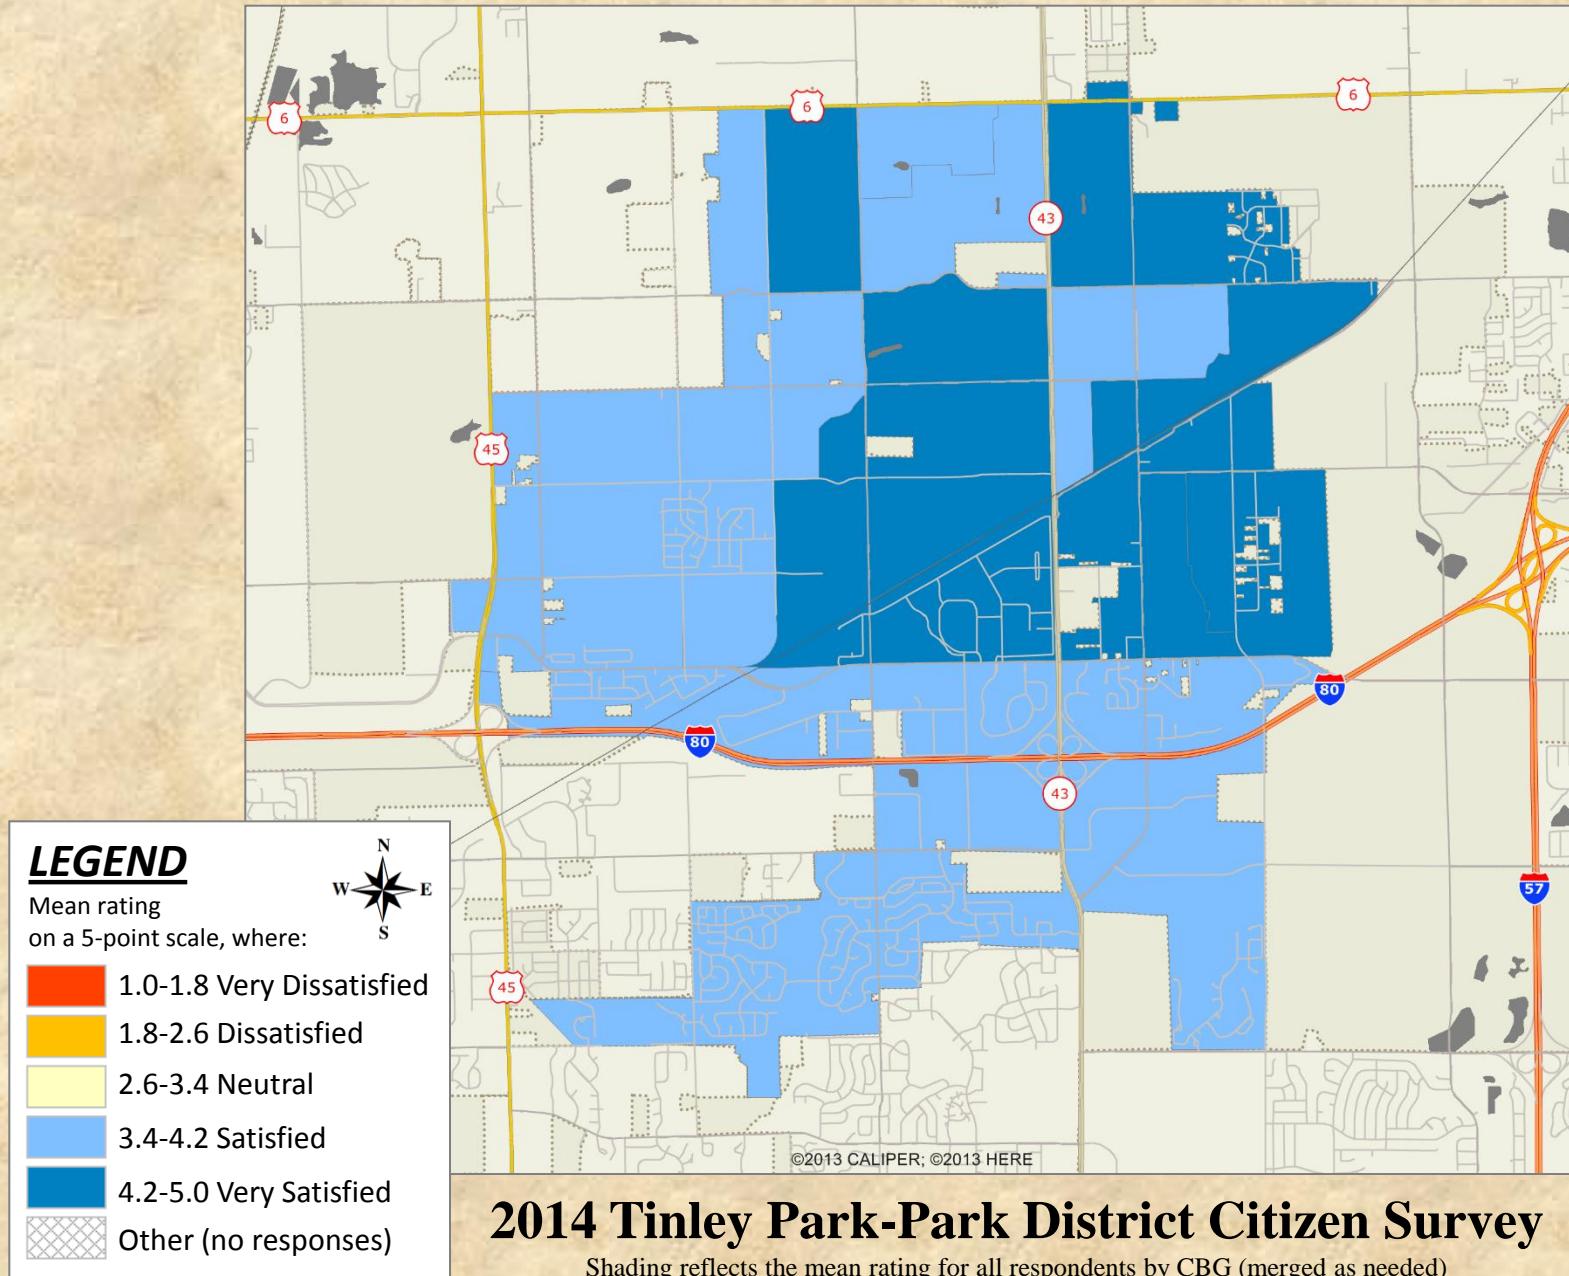 6
6
6
43
45
80
80
43
57
45
LEGEND
N
W E
S
Mean rating
on a 5-point scale, where:
1.0-1.8 Very Dissatisfied
1.8-2.6 Dissatisfied
2.6-3.4 Neutral
3.4-4.2 Satisfied
4.2-5.0 Very Satisfied
Other (no responses)
©2013 CALIPER; ©2013 HERE
2014 Tinley Park-Park District Citizen Survey
Shading reflects the mean rating for all respondents by CBG (merged as needed)